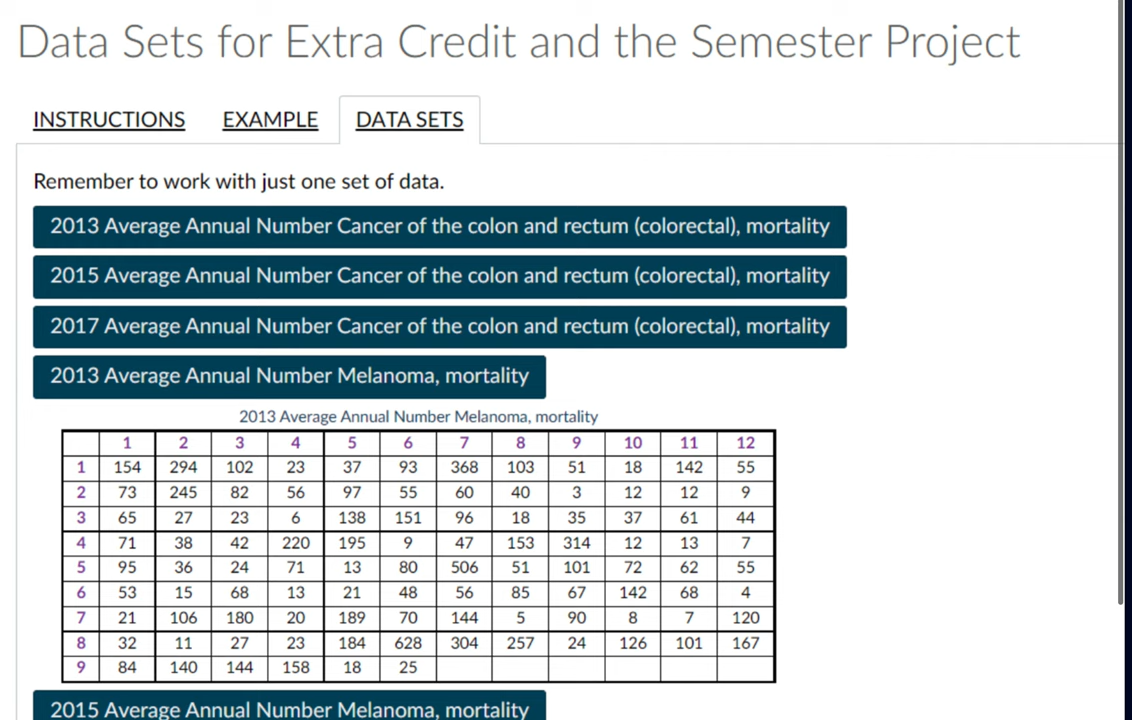 Data Sets for Extra Credit and the Semester Project
INSTRUCTIONS EXAMPLE DATA SETS
Remember to work with just one set of data.
2013 Average Annual Number Cancer of the colon and rectum (colorectal), mortality
2015 Average Annual Number Cancer of the colon and rectum (colorectal), mortality
2017 Average Annual Number Cancer of the colon and rectum (colorectal), mortality
2013 Average Annual Number Melanoma, mortality
2013 Average Annual Number Melanoma, mortality
1 2 3 4 5 6 7 8 9 10 11 12
1 154 294 102 23 37 93 368 103 51 18 142 55
2 73 245 82 56 97 55 60 40 3 12 12 9
3 65 27 23 6 138 151 96 18 35 37 61 44
4 71 38 42 220 195 9 47 153 314 12 13 7
5 95 36 24 71 13 80 506 51 101 72 62 55
6 53 15 68 13 21 48 56 85 67 142 68 4
7 21 106 180 20 189 70 144 5 90 8 7 120
8 32 11 27 23 184 628 304 257 24 126 101 167
9 84 140 144 158 18 25
2015 Average Annual Number Melanoma, mortality